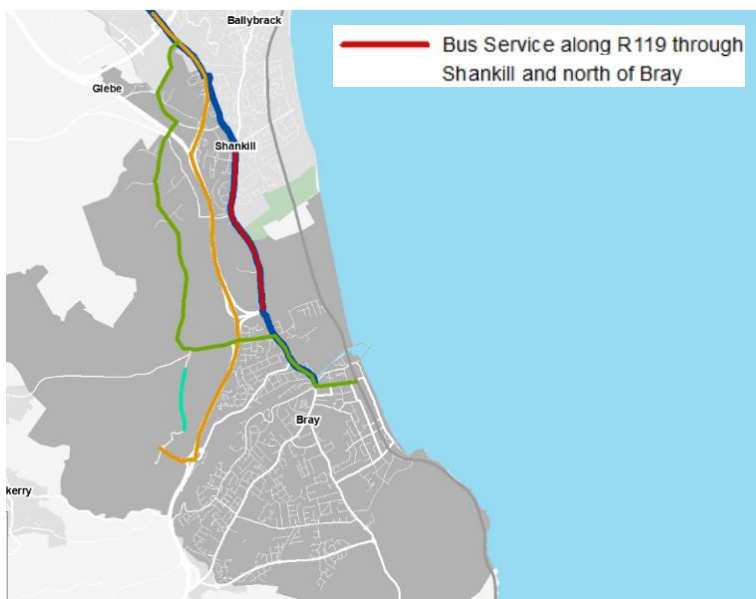 Ballybrack
Bus Service along R119 through
Shankill and north of Bray
Glebe
Shankill
Bray
kerry